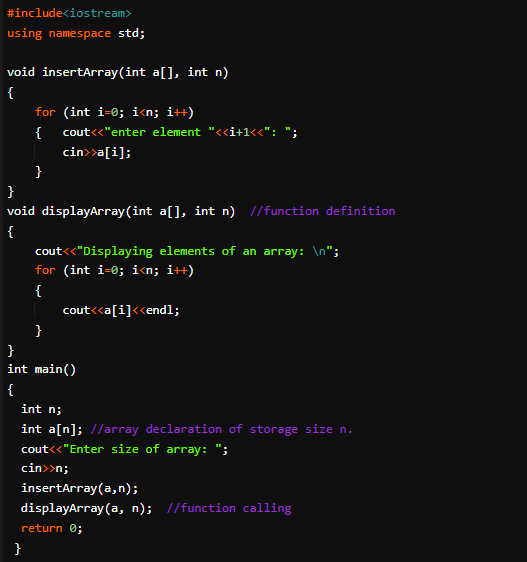 #include<iostream>
using namespace std;
void insertArray(int a[], int n)
{
for (int i=0; i<n; i++)
{ cout<<"enter element "<<i+1<<": ";
cin>>a[i];
}
}
void displayArray(int a[], int n) //function definition
{
cout<<"Displaying elements of an array: \n";
for (int i=0; i<n; i++)
{
cout<<a[i]<<endl;
}
}
int main()
{
int n;
int a[n]; //array declaration of storage size n.
cout<<"Enter size of array: ";
cin>>n;
insertArray(a,n);
displayArray(a, n); //function calling
return 0;
}